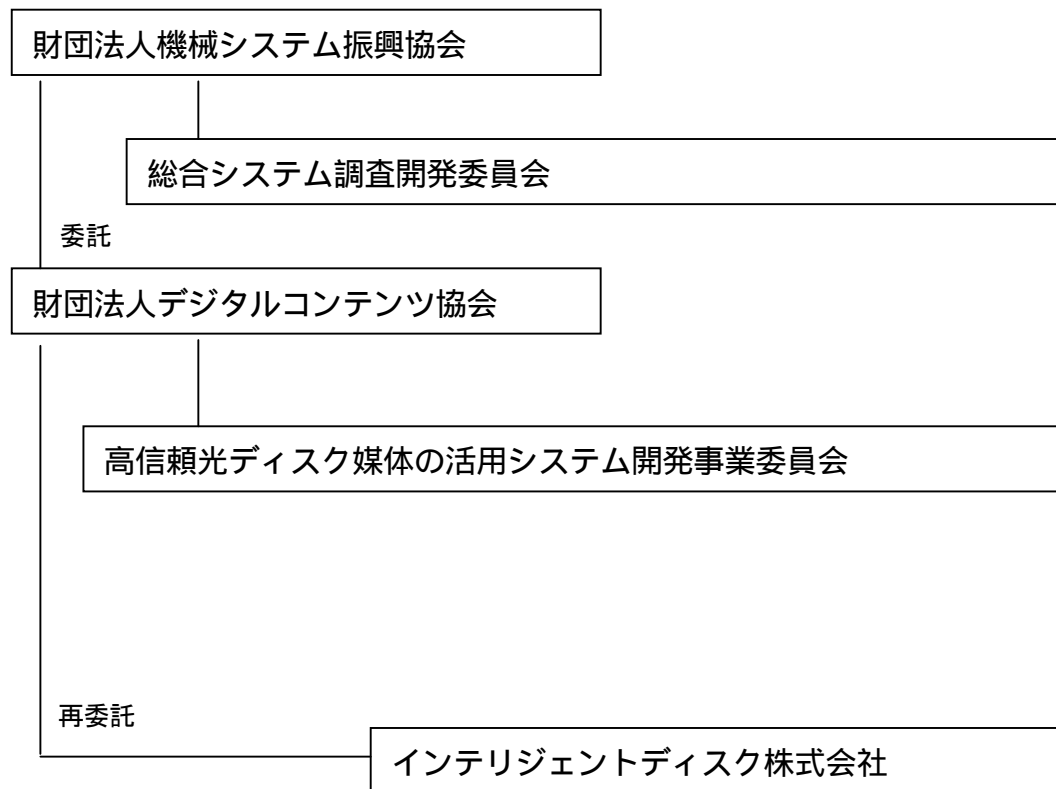 財団法人機械システム振興協会
総合システム調査開発委員会
委託
財団法人デジタルコンテンツ協会
高信頼光ディスク媒体の活用システム開発事業委員会
再委託
インテリジェントディスク株式会社